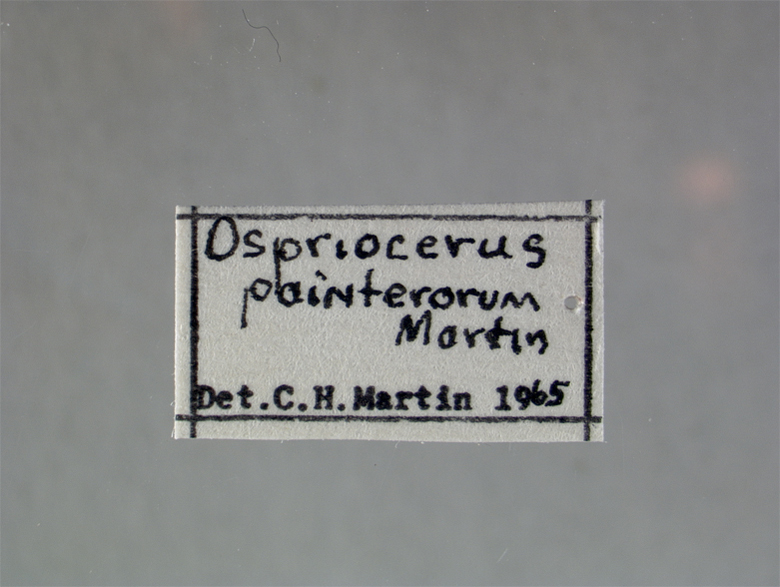 Ospriocerus
painterorum
Martin
Det. C. H. Martin 1965